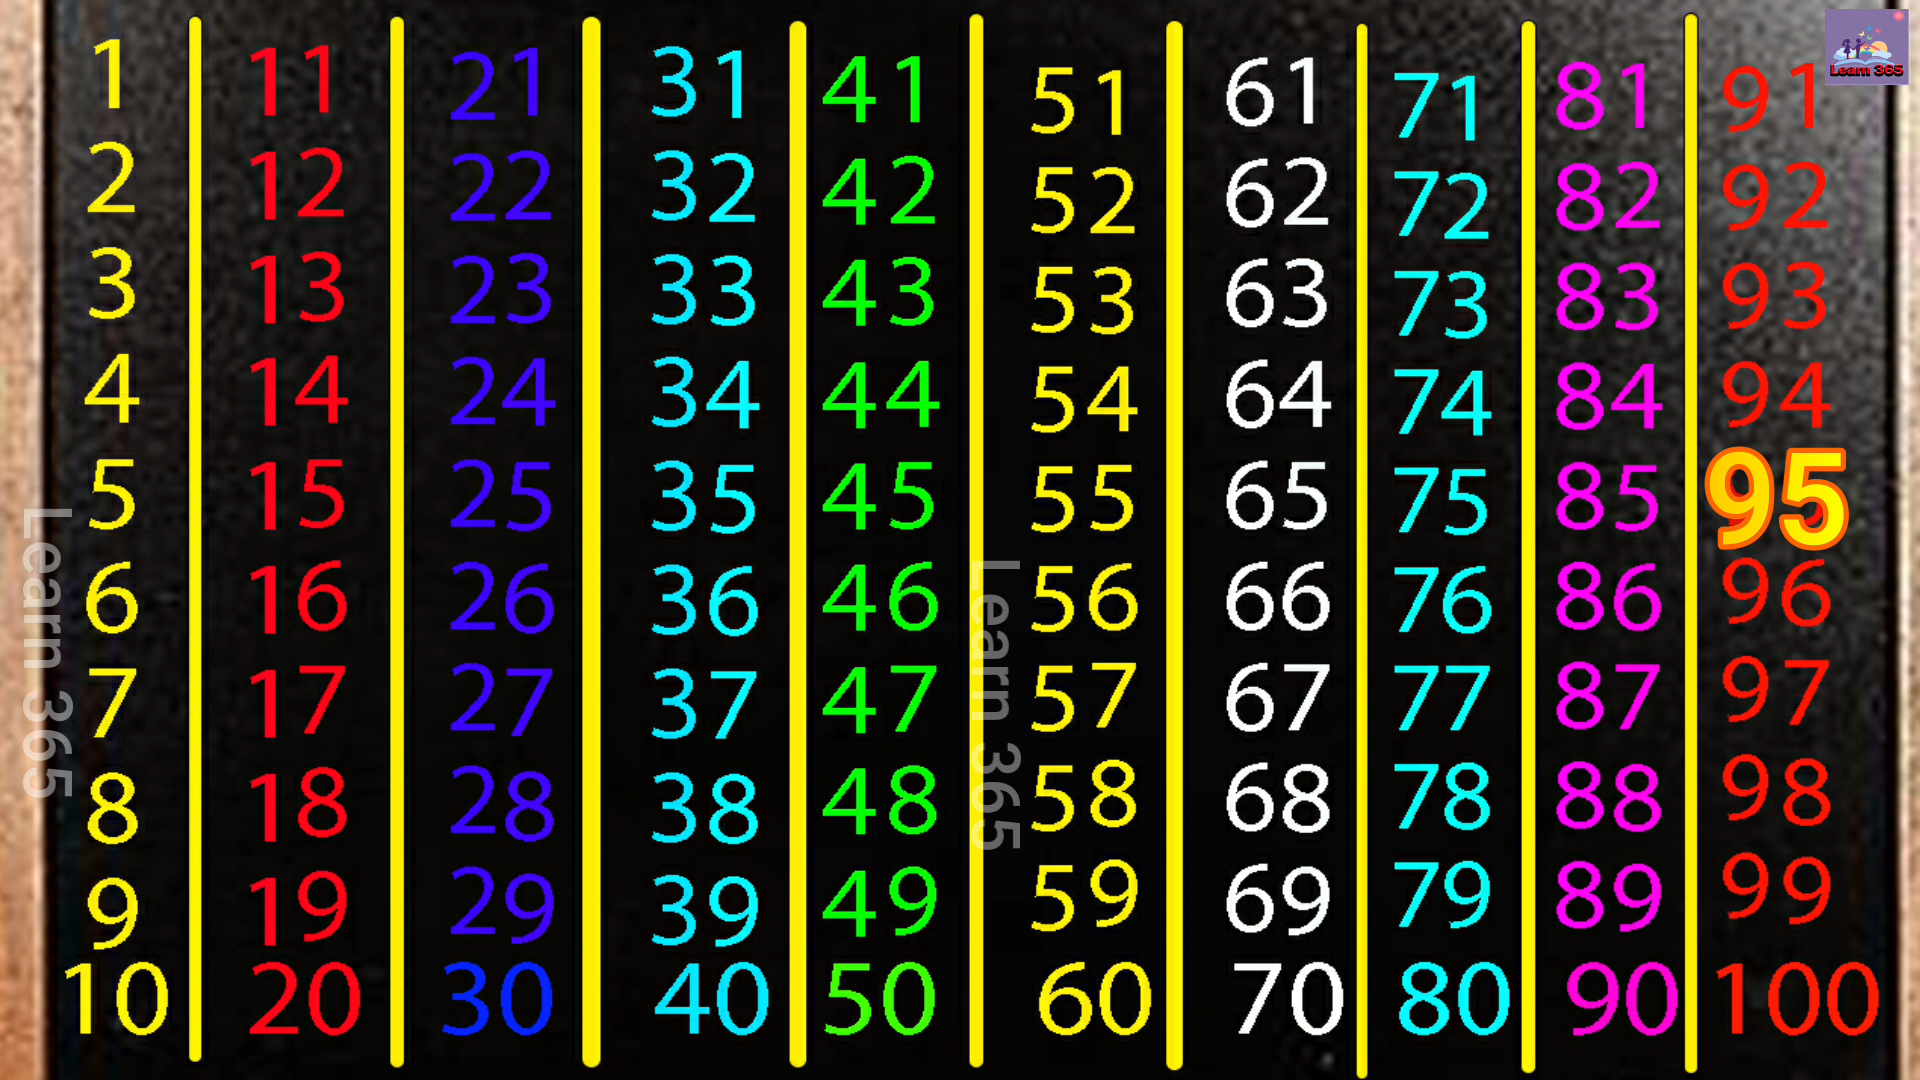 1 11 21 31 41 51 61 71 81 91
2 12 22 32 42 52 62 72 82 92
3 13 23 33 43 53 63 73 83 93
4 14 24 34 44 54 64 74 84 94
5 15 25 35 45 55 65 75 85 95
6 16 26 36 46 56 66 76 86 96
7 17 27 37 47 57 67 77 87 97
8 18 28 38 48 58 68 78 88 98
9 19 29 39 49 59 69 79 89 99
10 20 30 40 50 60 70 80 90 100
Learn 365
Learn 365
Learn 365